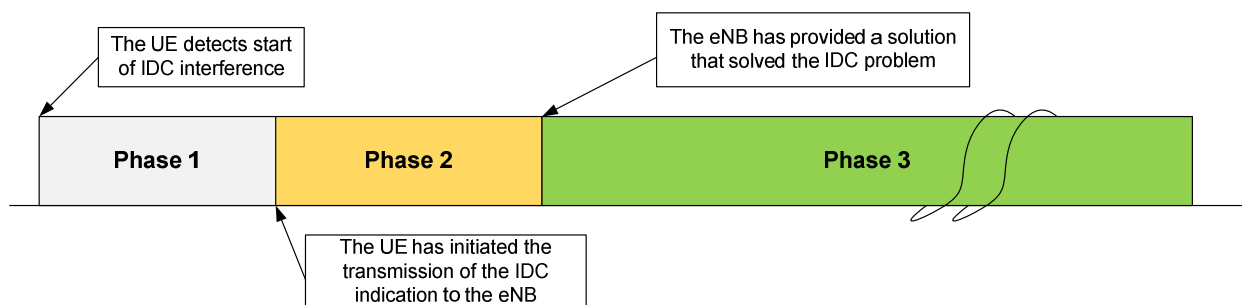 The UE detects start
of IDC interference
The eNB has provided a solution
that solved the IDC problem
Phase 1
Phase 2
Phase 3
The UE has initiated the
transmission of the IDC
indication to the eNB